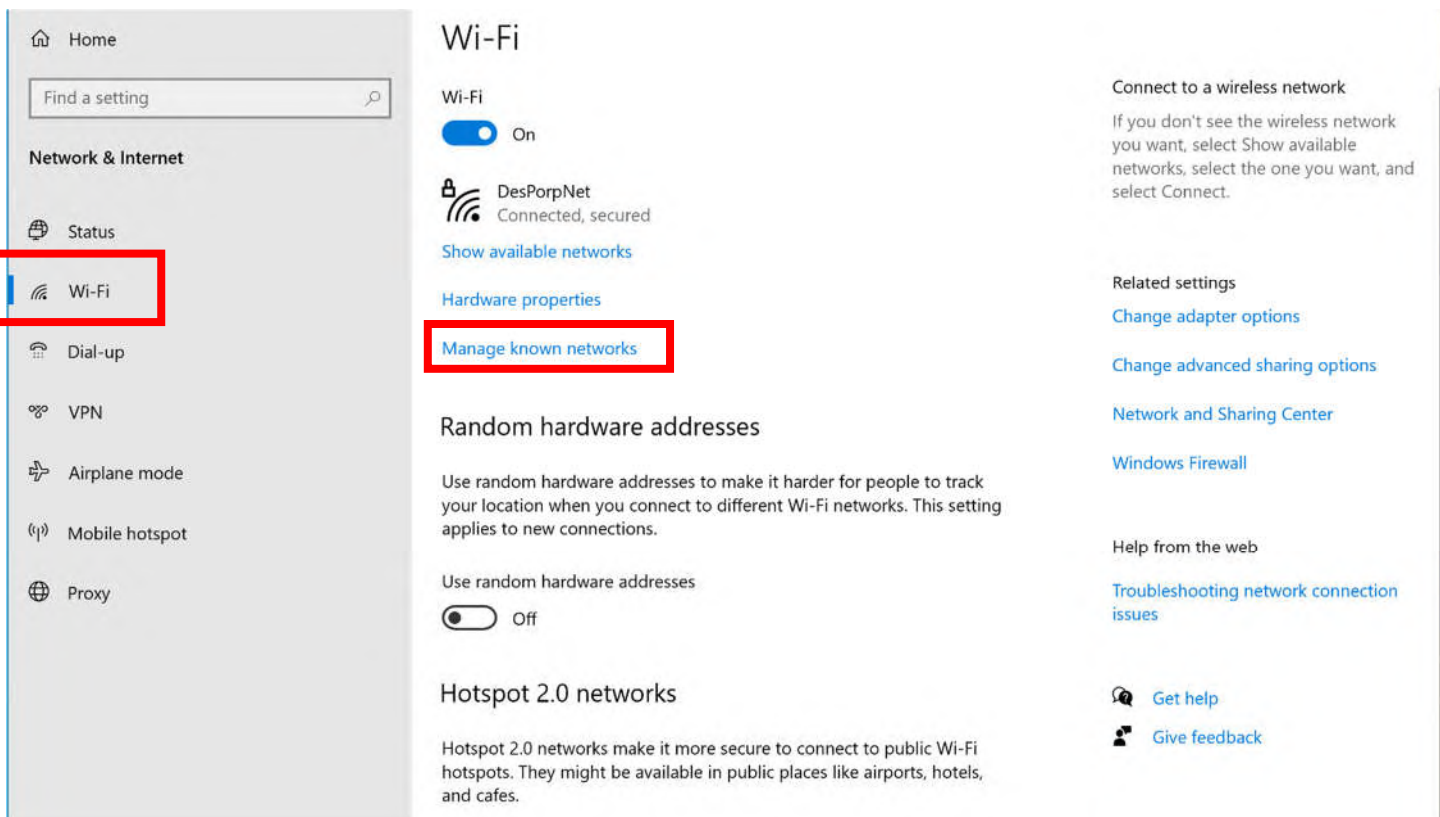 Home
Find a setting
Network & Internet
Status
Wi-Fi
Dial-up
VPN
Airplane mode
Mobile hotspot
Proxy
Wi-Fi
Wi-Fi
On
DesPorpNet
Connected, secured
Show available networks
Hardware properties
Manage known networks
Random hardware addresses
Use random hardware addresses to make it harder for people to track
your location when you connect to different Wi-Fi networks. This setting
applies to new connections.
Use random hardware addresses
Off
Hotspot 2.0 networks
Hotspot 2.0 networks make it more secure to connect to public Wi-Fi
hotspots. They might be available in public places like airports, hotels,
and cafes.
Connect to a wireless network
If you don't see the wireless network
you want, select Show available
networks, select the one you want, and
select Connect.
Related settings
Change adapter options
Change advanced sharing options
Network and Sharing Center
Windows Firewall
Help from the web
Troubleshooting network connection
issues
Get help
Give feedback